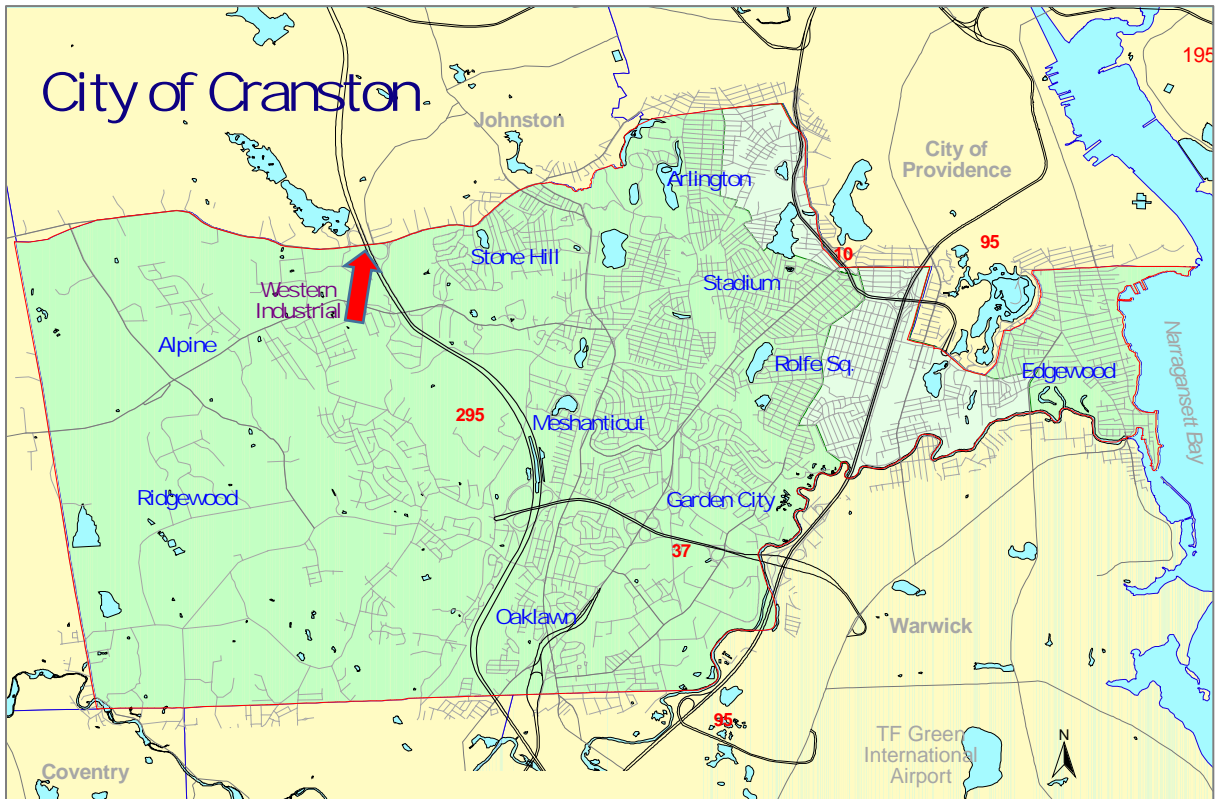 City of Cranston
195
Johnston
City of
Providence
Arlington
10
95
Stone Hill
Stadium
Western
Industrial
Alpine
Rolfe Sq.
Edgewood
Narragansett Bay
295
Meshanticut
Ridgewood
Garden City
37
Oaklawn
Warwick
95
TF Green
International
Airport
N
Coventry